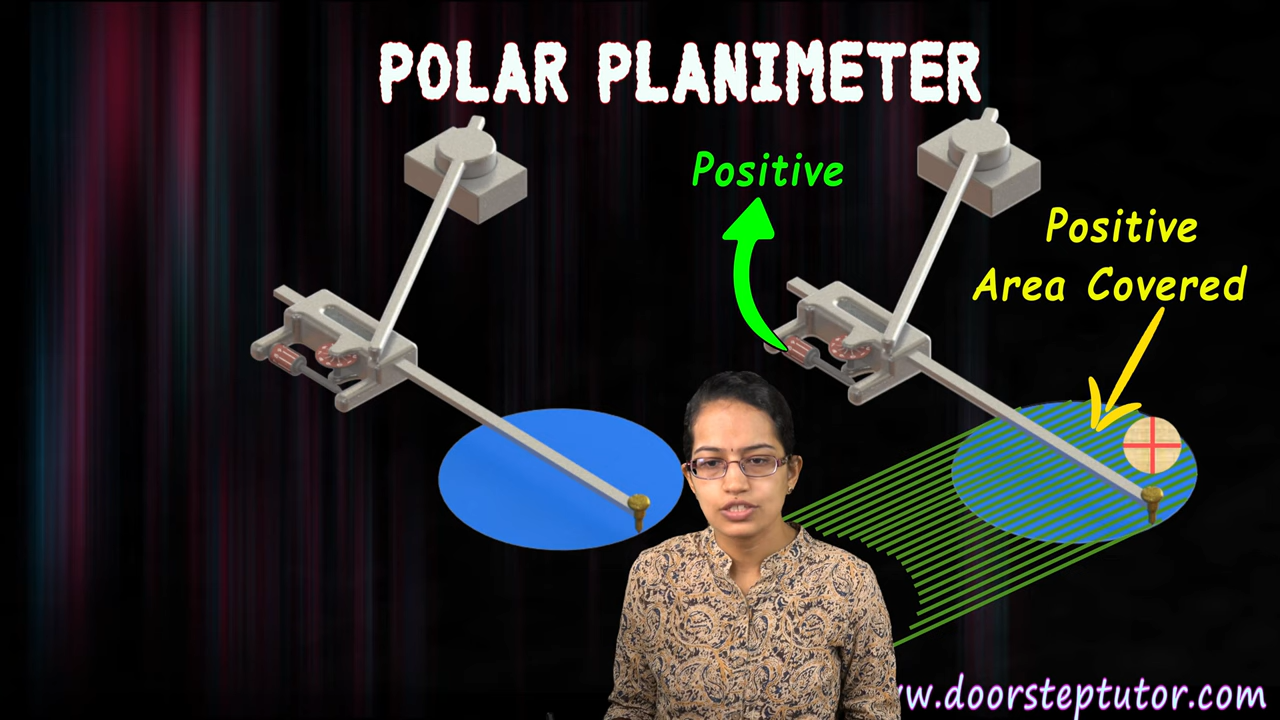 POLAR PLANIMETER
Positive
Positive
Area Covered
w.doorsteptutor.com